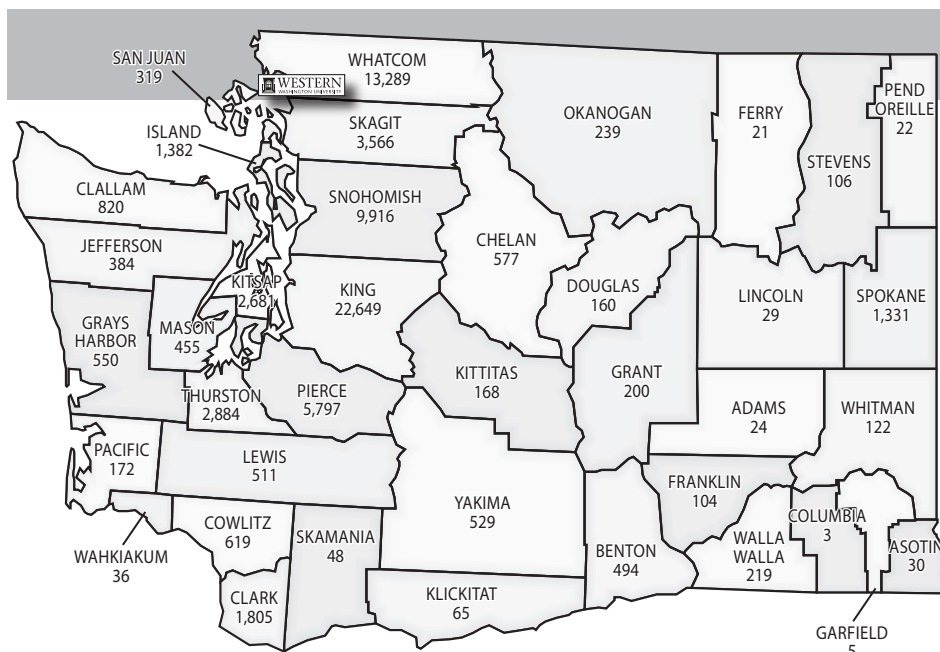 WHATCOM
13,289
SAN JUAN
319
WESTERN
WASHINGTON UNIVERSITY
SKAGIT
3,566
ISLAND
1,382
OKANOGAN
239
FERRY
21
PEND
OREILLE
22
STEVENS
106
CLALLAM
820
SNOHOMISH
9,916
JEFFERSON
384
CHELAN
577
KITSAP
2,681
KING
22,649
DOUGLAS
160
LINCOLN
29
SPOKANE
1,331
GRAYS
HARBOR
550
MASON
455
KITTITAS
168
GRANT
200
THURSTON
2,884
PIERCE
5,797
ADAMS
24
WHITMAN
122
PACIFIC
172
LEWIS
511
YAKIMA
529
FRANKLIN
104
COLUMBIA
3
COWLITZ
619
SKAMANIA
48
BENTON
494
WALLA
WALLA
219
ASOTIN
30
WAHKIAKUM
36
CLARK
1,805
KLICKITAT
65
GARFIELD
5